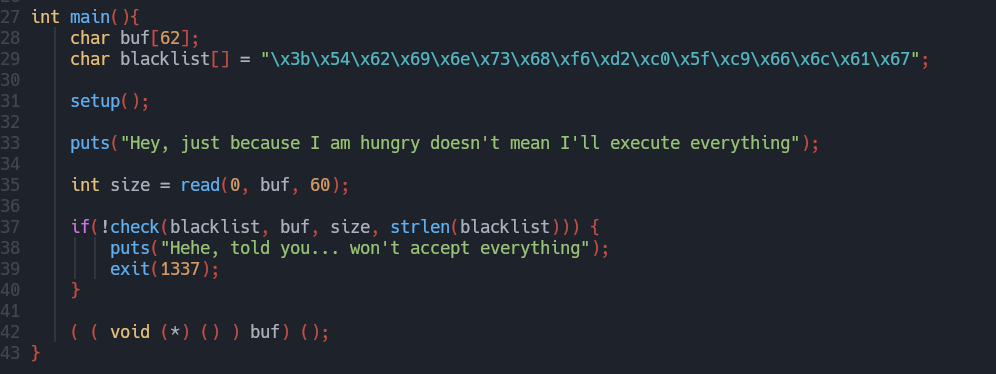 27 int main(){
28 char buf[62];
29 char blacklist[] = "\x3b\x54\x62\x69\x6e\x73\x68\xf6\xd2\xc0\x5f\xc9\x66\x6c\x61\x67";
30
31 setup();
32
33 puts("Hey, just because I am hungry doesn't mean I'll execute everything");
34
35 int size = read(0, buf, 60);
36
37 if(!check(blacklist, buf, size, strlen(blacklist))) {
38 puts("Hehe, told you... won't accept everything");
39 exit(1337);
40 }
41
42 ( ( void (*) () ) buf) ();
43 }